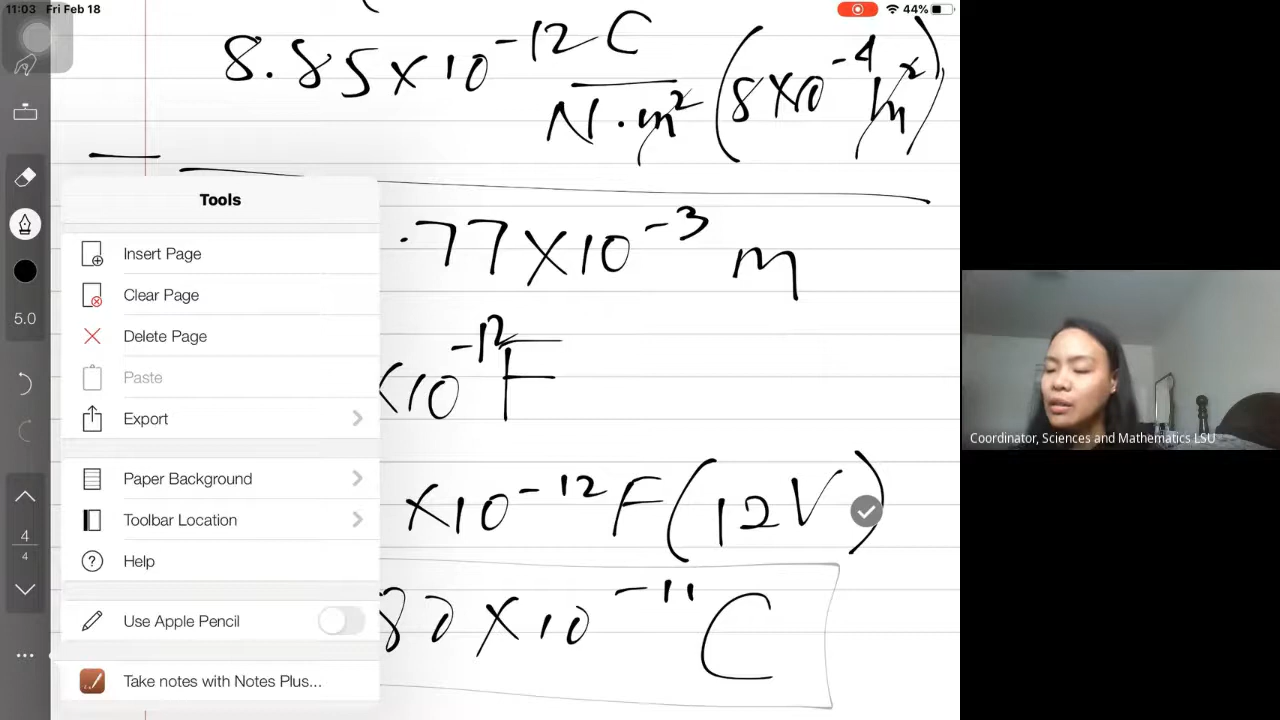 11:03 Fri Feb 18
44%
8.85×10⁻¹² C
N·m² (8×10⁻⁴ m²)
Tools
Insert Page
Clear Page
Delete Page
Paste
Export
Paper Background
Toolbar Location
Help
Use Apple Pencil
Take notes with Notes Plus...
5.0
4
4
.77×10⁻³ m
×10⁻¹² F
×10⁻¹² F (12V)
80×10⁻¹¹ C
Coordinator, Sciences and Mathematics LSU